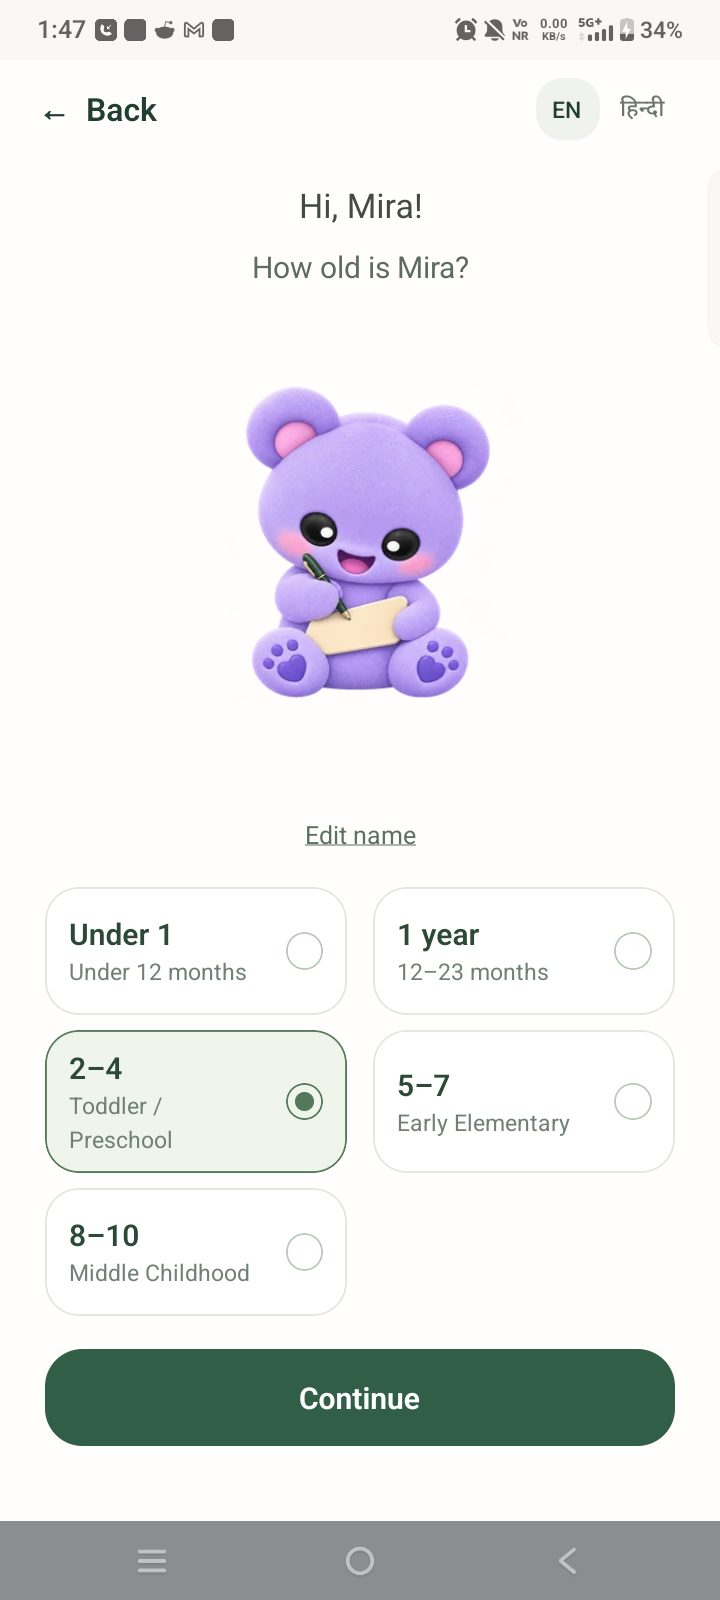 1:47
Vo NR
0.00 KB/s
5G+
34%
← Back
EN
हिन्दी
Hi, Mira!
How old is Mira?
Edit name
Under 1
Under 12 months
1 year
12–23 months
2–4
Toddler /
Preschool
5–7
Early Elementary
8–10
Middle Childhood
Continue